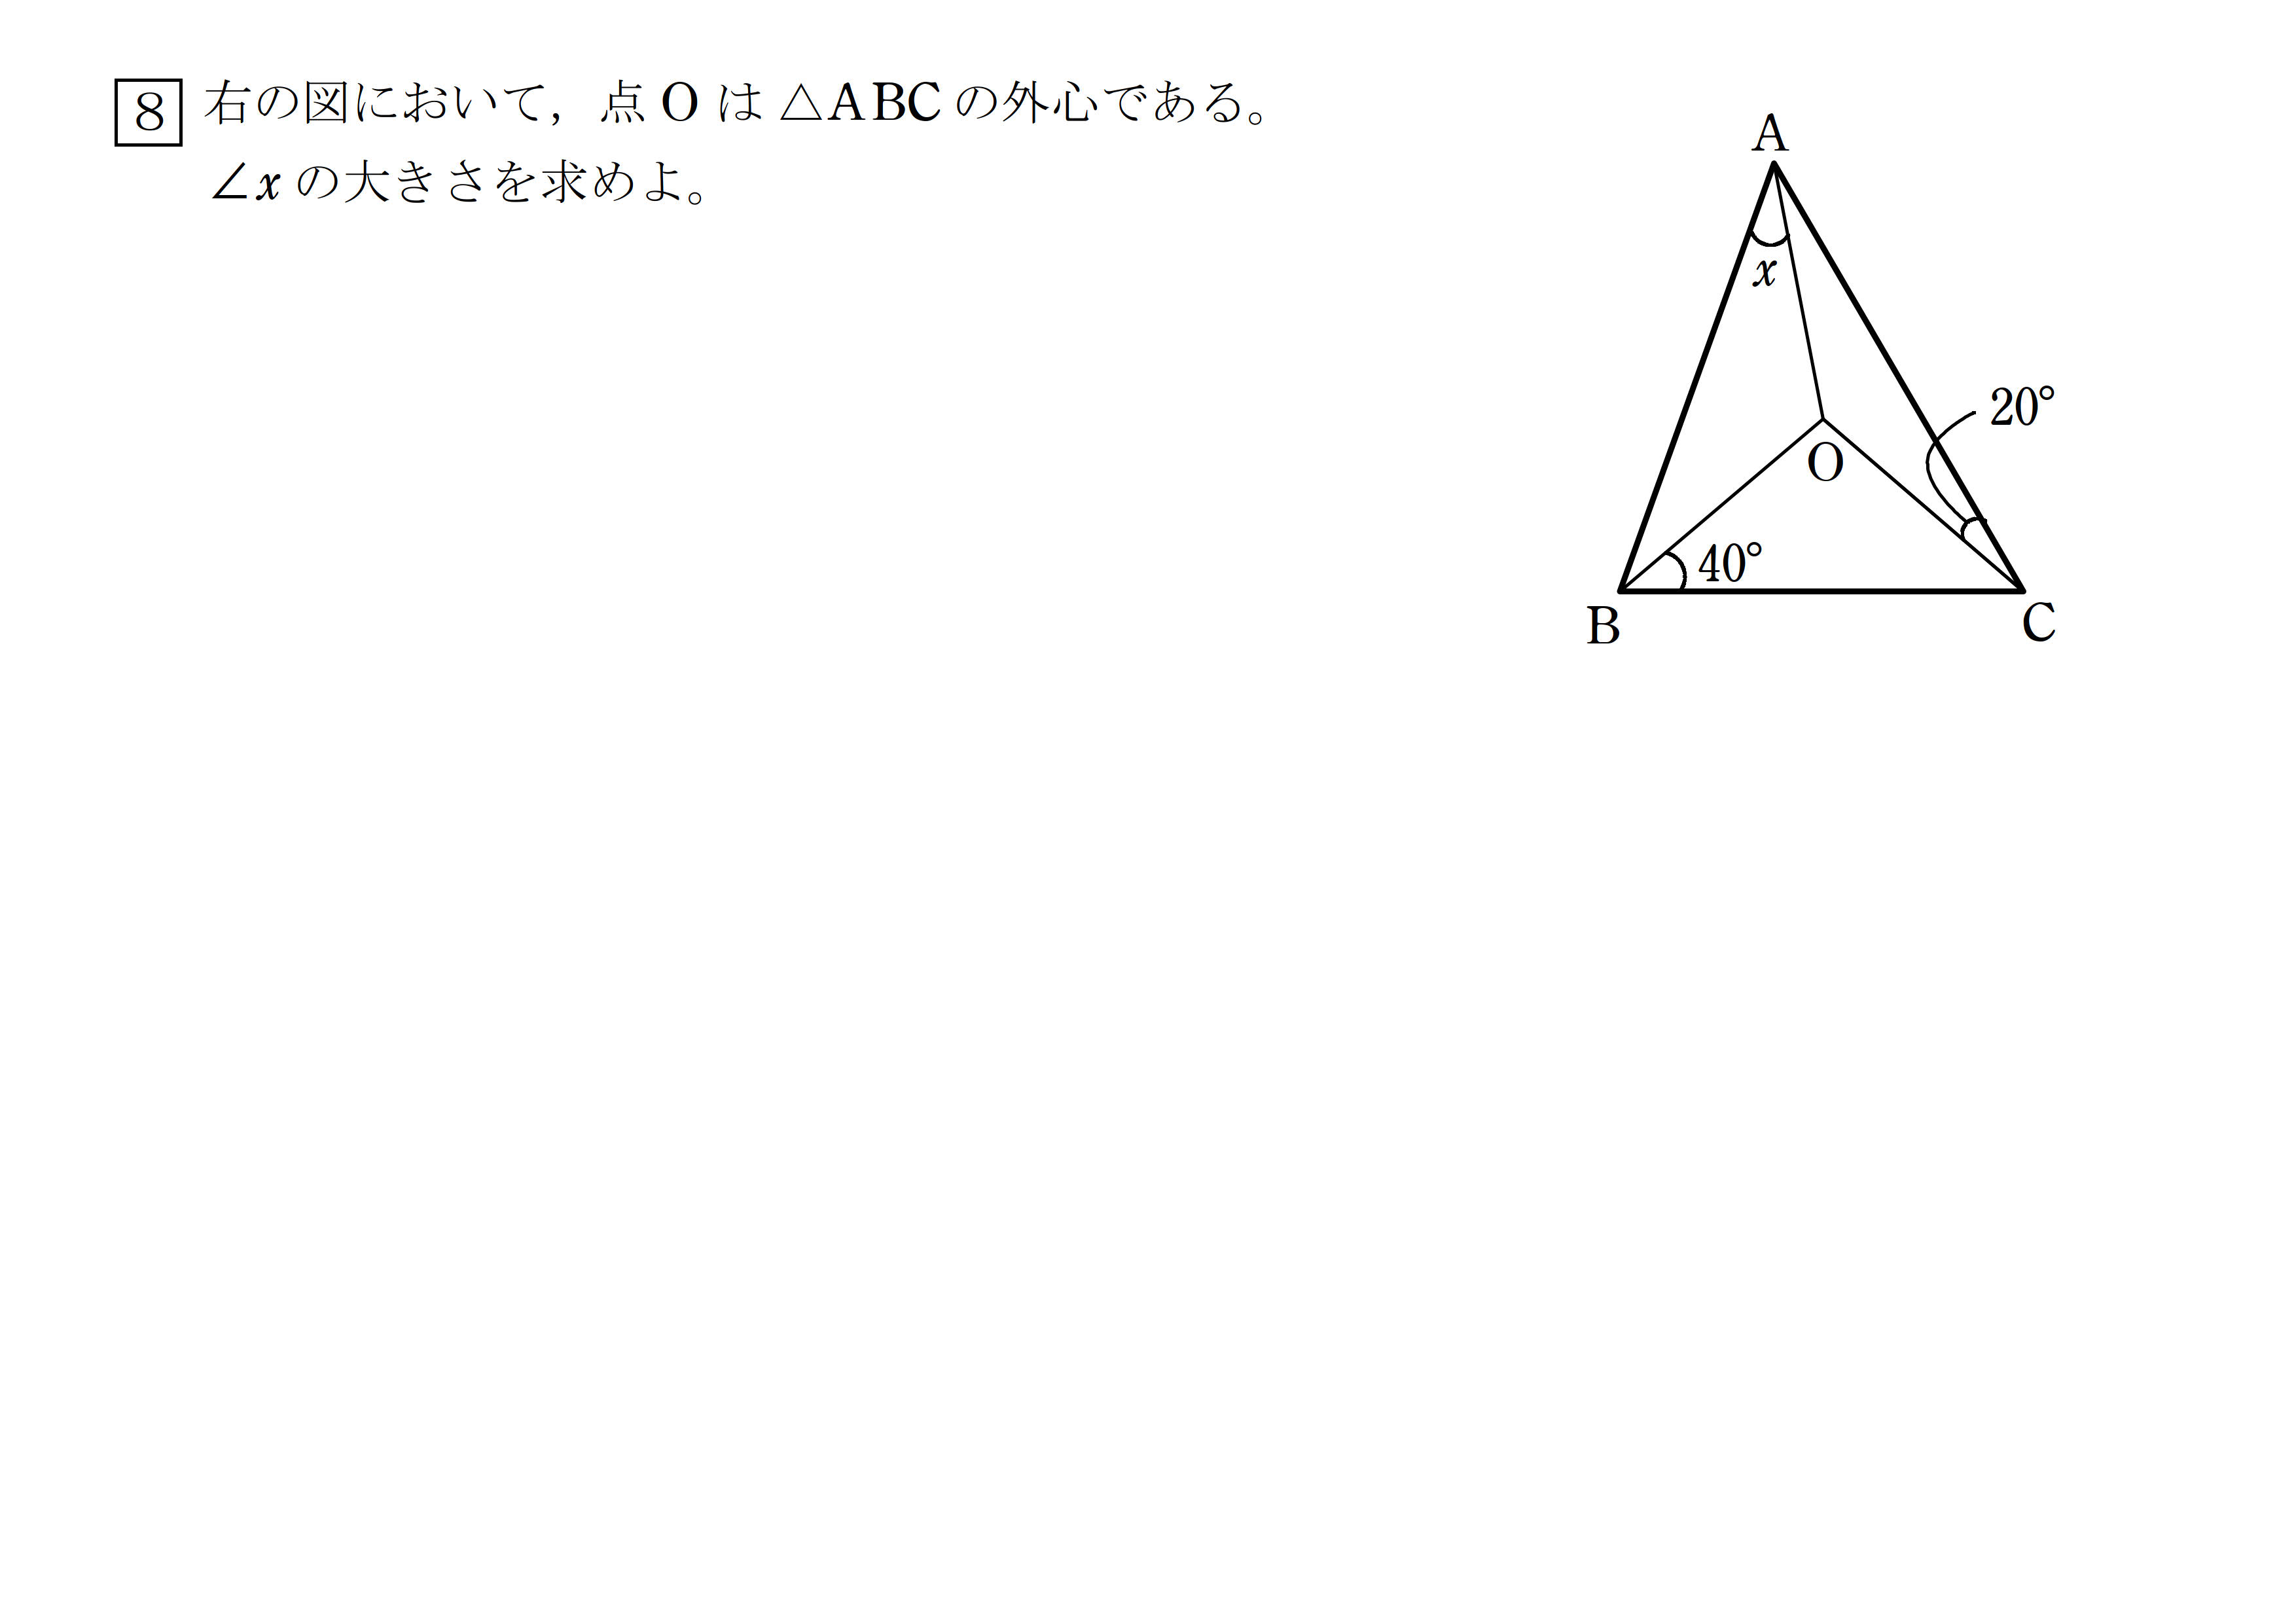 8 右の図において，点 O は △ABC の外心である。
∠x の大きさを求めよ。
A
x
20°
O
40°
B
C